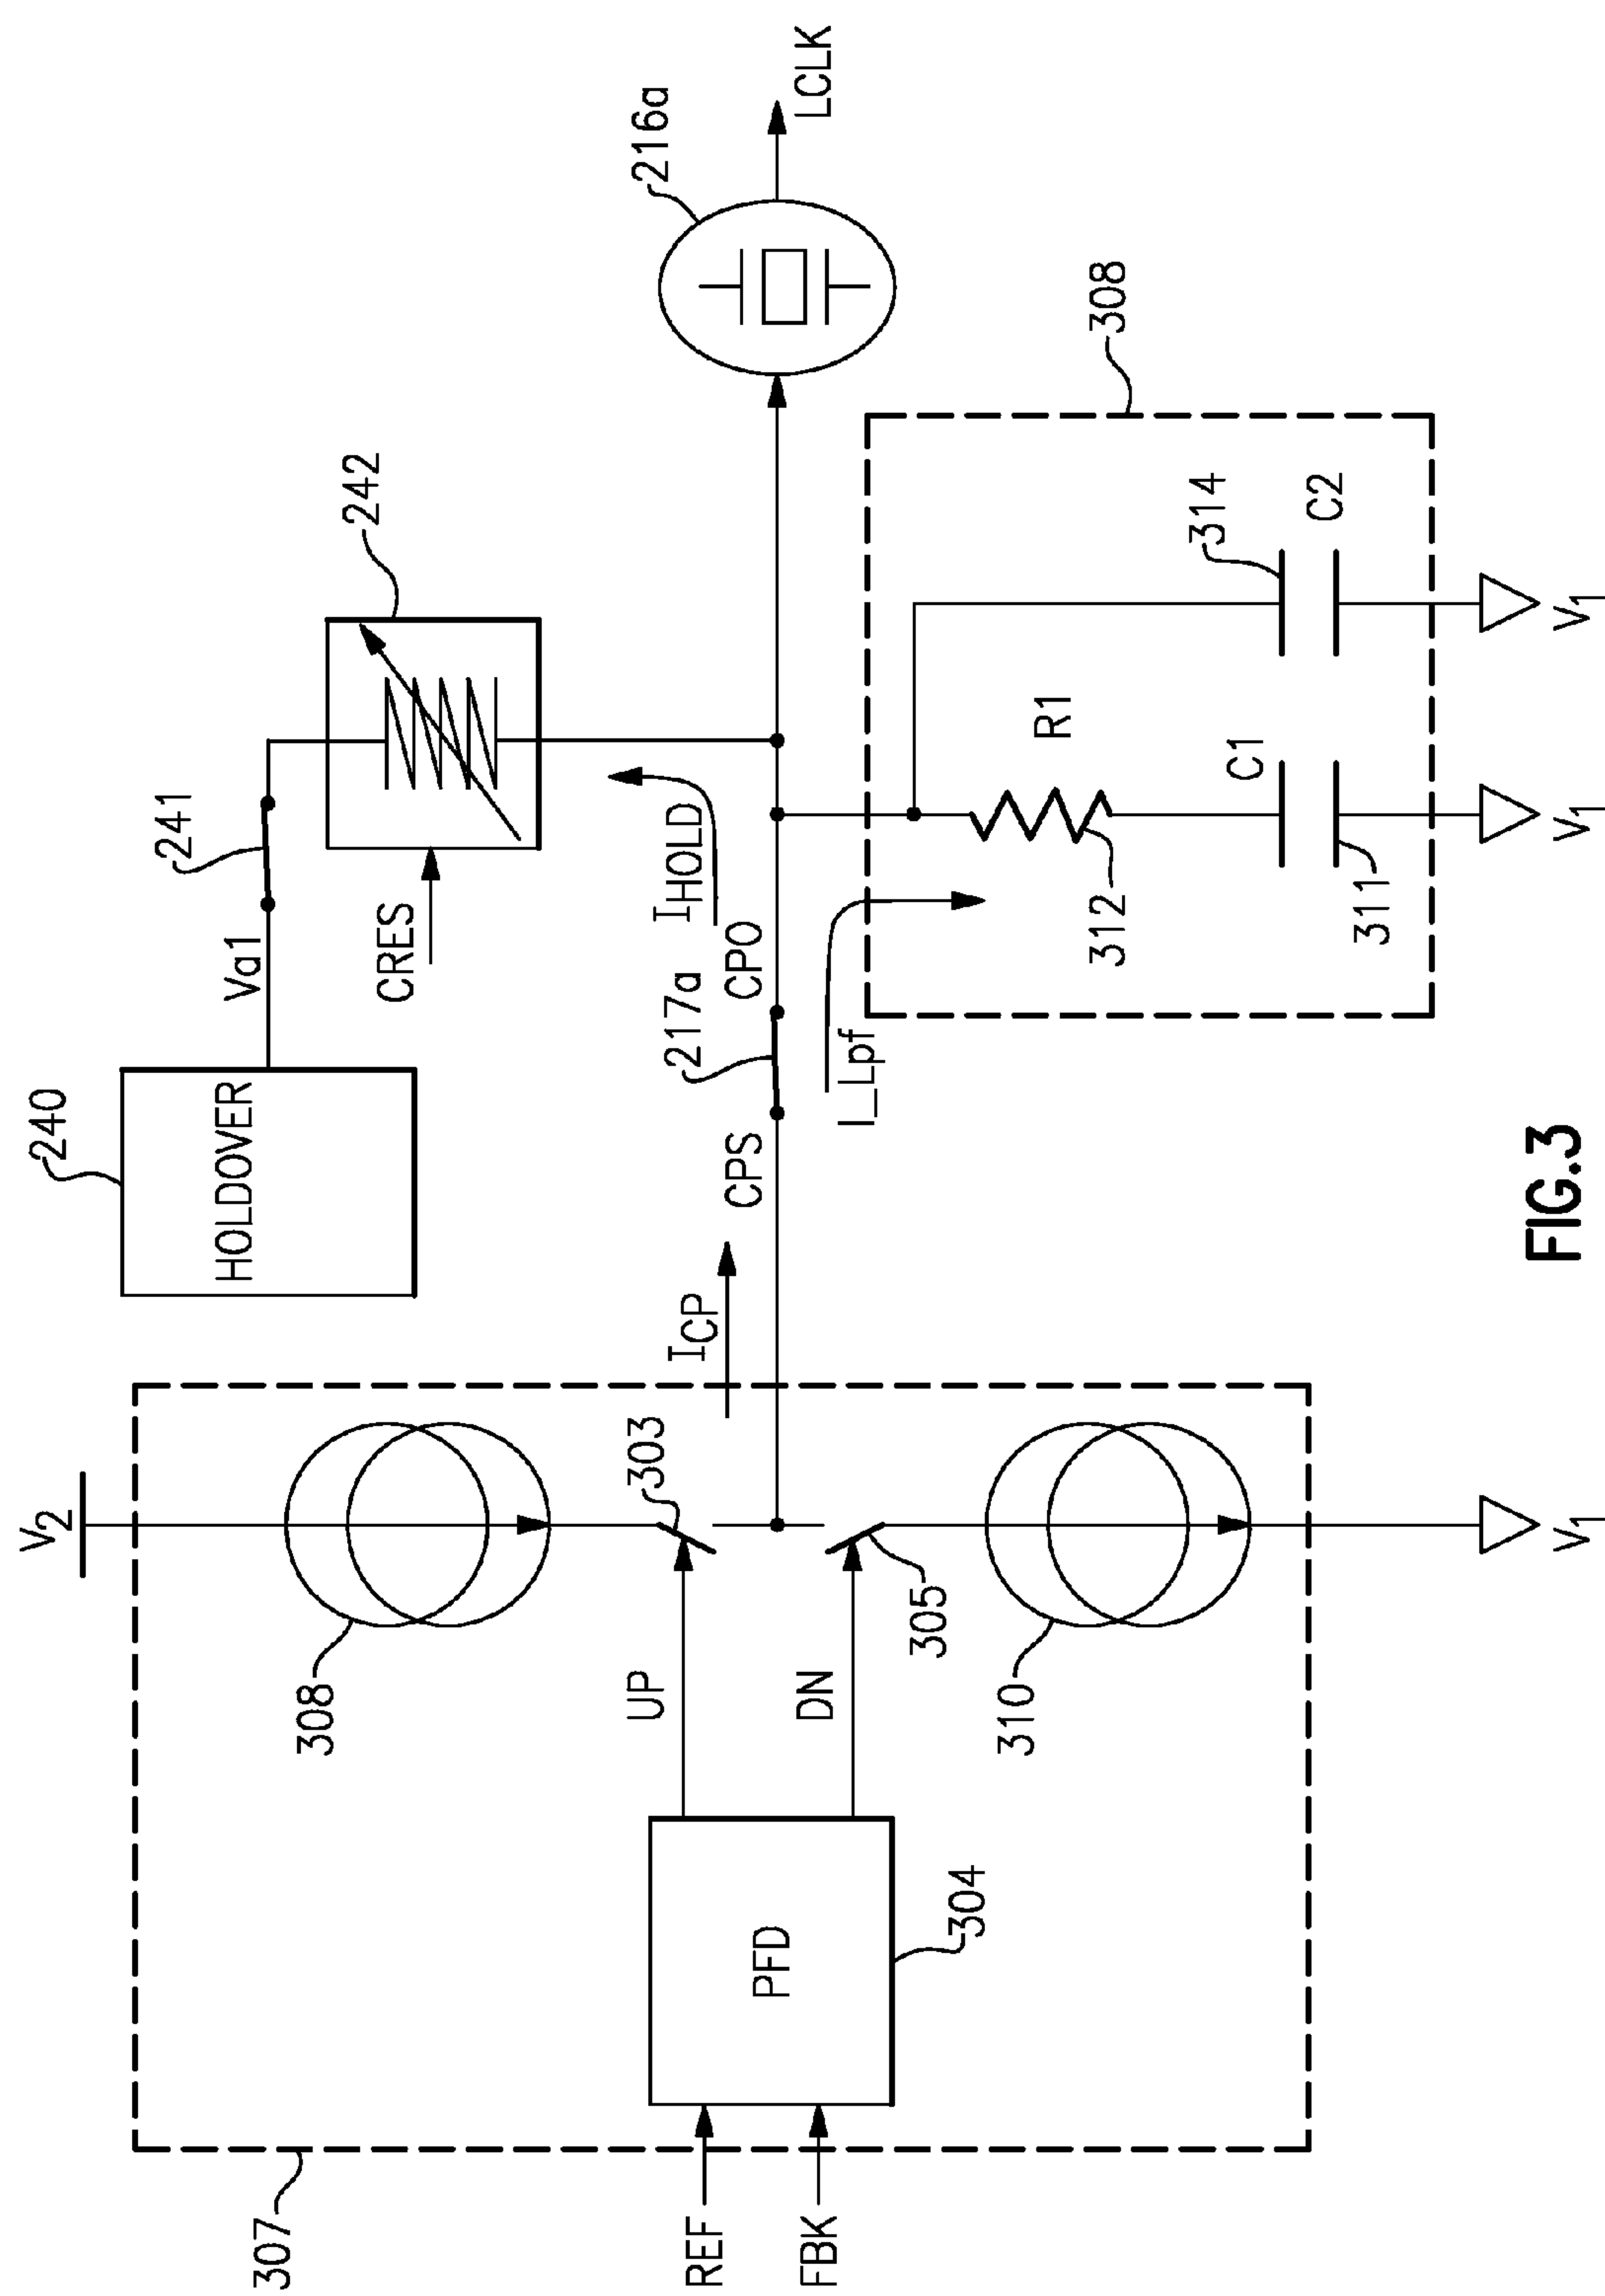 240
HOLDOVER
Va1
241
242
CRES
IHOLD
216a
LCLK
V2
308
303
ICP
CPS
217a
CPO
UP
DN
305
310
PFD
304
REF
FBK
307
V1
I_Lpf
308
R1
312
C1
311
314
C2
V1
V1
FIG.3